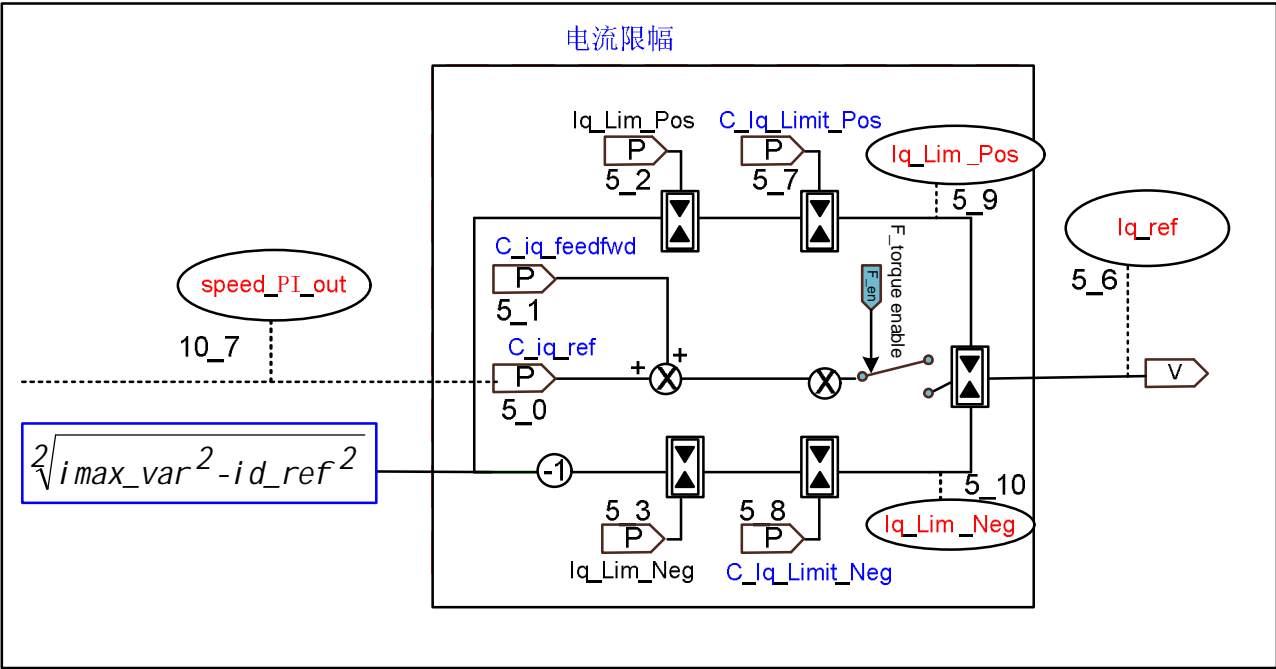 电流限幅
Iq_Lim_Pos
C_Iq_Limit_Pos
P
P
5_2
5_7
Iq_Lim _Pos
5_9
Iq_ref
5_6
C_iq_feedfwd
P
5_1
F_en
F_torque enable
speed_PI_out
10_7
C_iq_ref
+
+
P
X
X
V
5_0
2√imax_var²-id_ref²
-1
5_10
5_3
5_8
P
P
Iq_Lim _Neg
Iq_Lim_Neg
C_Iq_Limit_Neg